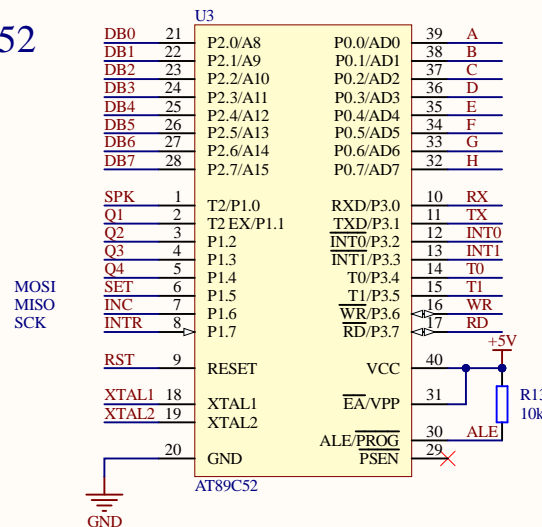 52
U3
DB0 21 P2.0/A8 P0.0/AD0 39 A
DB1 22 P2.1/A9 P0.1/AD1 38 B
DB2 23 P2.2/A10 P0.2/AD2 37 C
DB3 24 P2.3/A11 P0.3/AD3 36 D
DB4 25 P2.4/A12 P0.4/AD4 35 E
DB5 26 P2.5/A13 P0.5/AD5 34 F
DB6 27 P2.6/A14 P0.6/AD6 33 G
DB7 28 P2.7/A15 P0.7/AD7 32 H
SPK 1 T2/P1.0 RXD/P3.0 10 RX
Q1 2 T2 EX/P1.1 TXD/P3.1 11 TX
Q2 3 P1.2 INT0/P3.2 12 INT0
Q3 4 P1.3 INT1/P3.3 13 INT1
Q4 5 P1.4 T0/P3.4 14 T0
MOSI SET 6 P1.5 T1/P3.5 15 T1
MISO INC 7 P1.6 WR/P3.6 16 WR
SCK INTR 8 P1.7 RD/P3.7 17 RD
+5V
RST 9 RESET VCC 40
XTAL1 18 XTAL1 EA/VPP 31 R13
XTAL2 19 XTAL2 10k
ALE/PROG 30 ALE
20 GND PSEN 29
AT89C52
GND